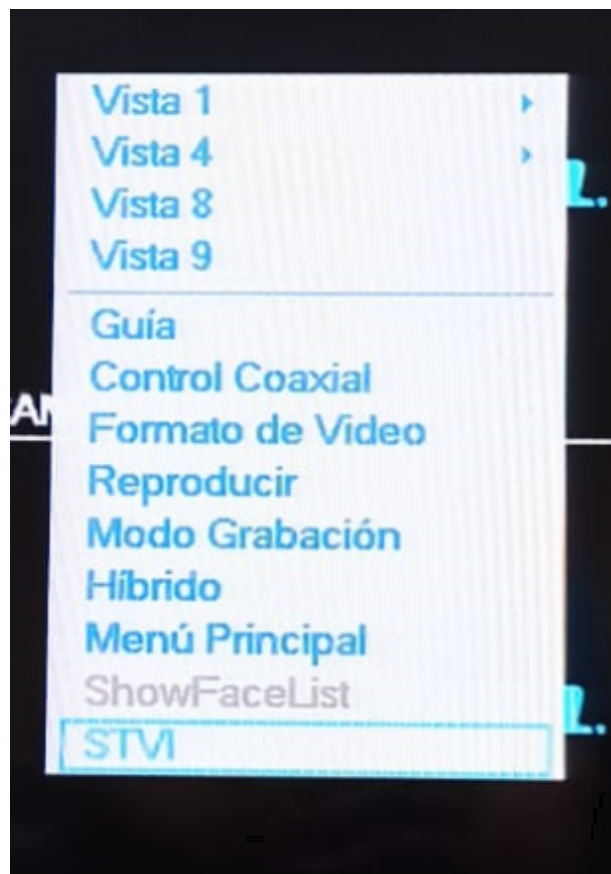 Vista 1
Vista 4
Vista 8
Vista 9
Guía
Control Coaxial
Formato de Video
Reproducir
Modo Grabación
Híbrido
Menú Principal
ShowFaceList
STVI